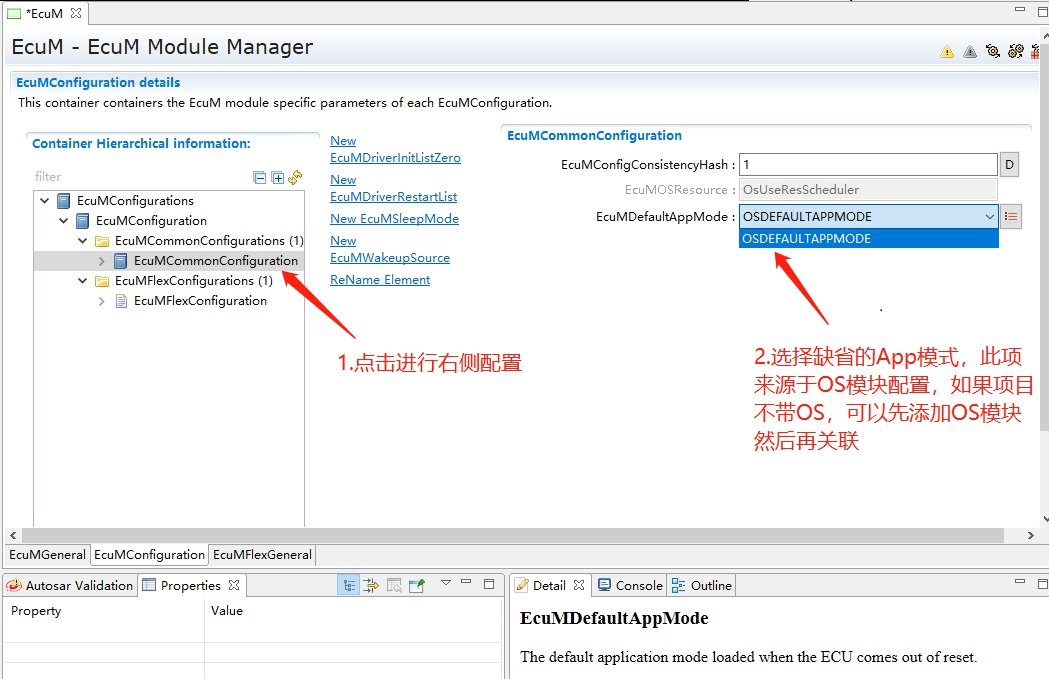 *EcuM
EcuM - EcuM Module Manager
EcuMConfiguration details
This container containers the EcuM module specific parameters of each EcuMConfiguration.
Container Hierarchical information:
filter
EcuMConfigurations
EcuMConfiguration
EcuMCommonConfigurations (1)
EcuMCommonConfiguration
EcuMFlexConfigurations (1)
EcuMFlexConfiguration
New
EcuMDriverInitListZero
New
EcuMDriverRestartList
New EcuMSleepMode
New
EcuMWakeupSource
ReName Element
EcuMCommonConfiguration
EcuMConfigConsistencyHash : 1 D
EcuMOSResource : OsUseResScheduler
EcuMDefaultAppMode : OSDEFAULTAPPMODE
OSDEFAULTAPPMODE
1.点击进行右侧配置
2.选择缺省的App模式，此项
来源于OS模块配置，如果项目
不带OS，可以先添加OS模块
然后再关联
EcuMGeneral EcuMConfiguration EcuMFlexGeneral
Autosar Validation Properties
Property Value
Detail Console Outline
EcuMDefaultAppMode
The default application mode loaded when the ECU comes out of reset.